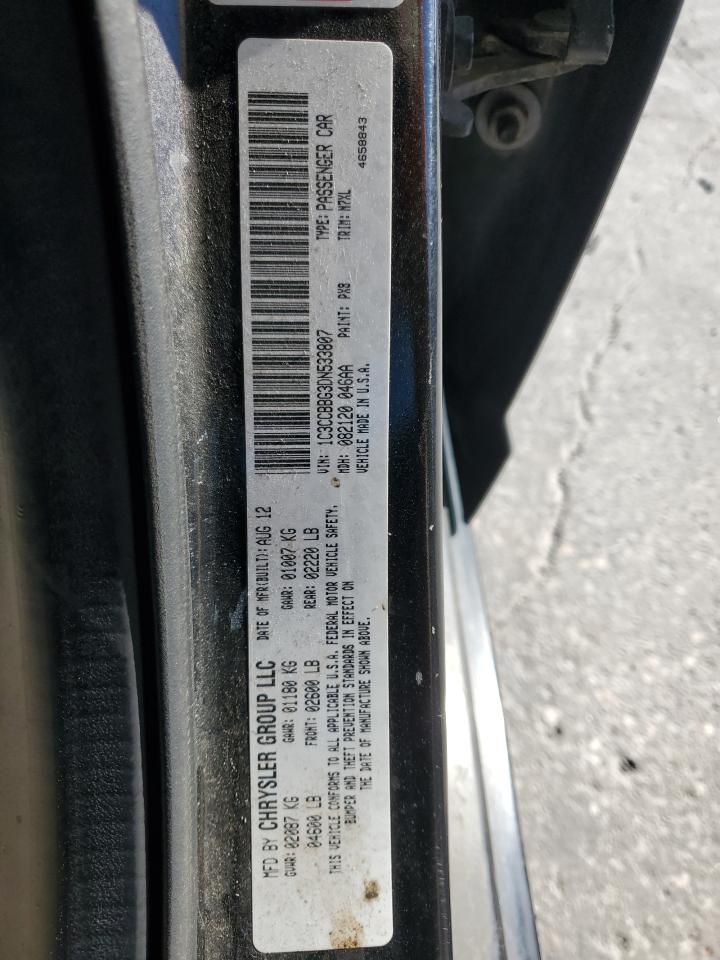 MFD BY CHRYSLER GROUP LLC
DATE OF MFR(BUILT): AUG 12
GVWR: 02087 KG
GAWR: 01180 KG
GAWR: 01007 KG
04600 LB
FRONT: 02600 LB
REAR: 02220 LB
THIS VEHICLE CONFORMS TO ALL APPLICABLE U.S.A. FEDERAL MOTOR VEHICLE SAFETY,
BUMPER AND THEFT PREVENTION STANDARDS IN EFFECT ON
THE DATE OF MANUFACTURE SHOWN ABOVE.
VIN: 1C3CCBBG3DN533807
TYPE: PASSENGER CAR
MDH: 082120 046AA
PAINT: PX8
TRIM: M7XL
VEHICLE MADE IN U.S.A.
4658843